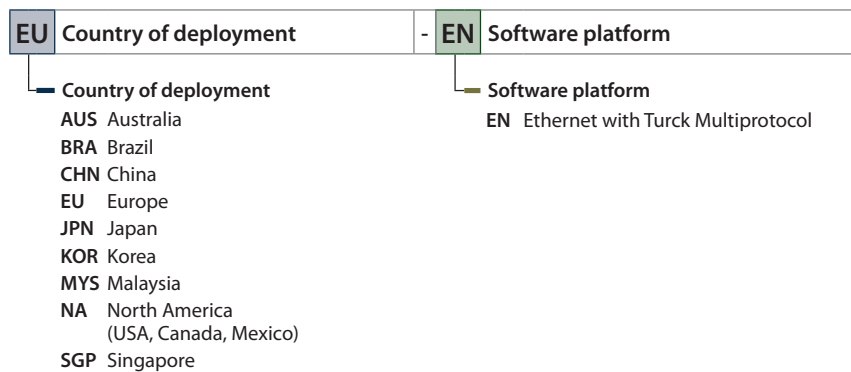 EU Country of deployment - EN Software platform
Country of deployment
AUS Australia
BRA Brazil
CHN China
EU Europe
JPN Japan
KOR Korea
MYS Malaysia
NA North America
(USA, Canada, Mexico)
SGP Singapore
Software platform
EN Ethernet with Turck Multiprotocol